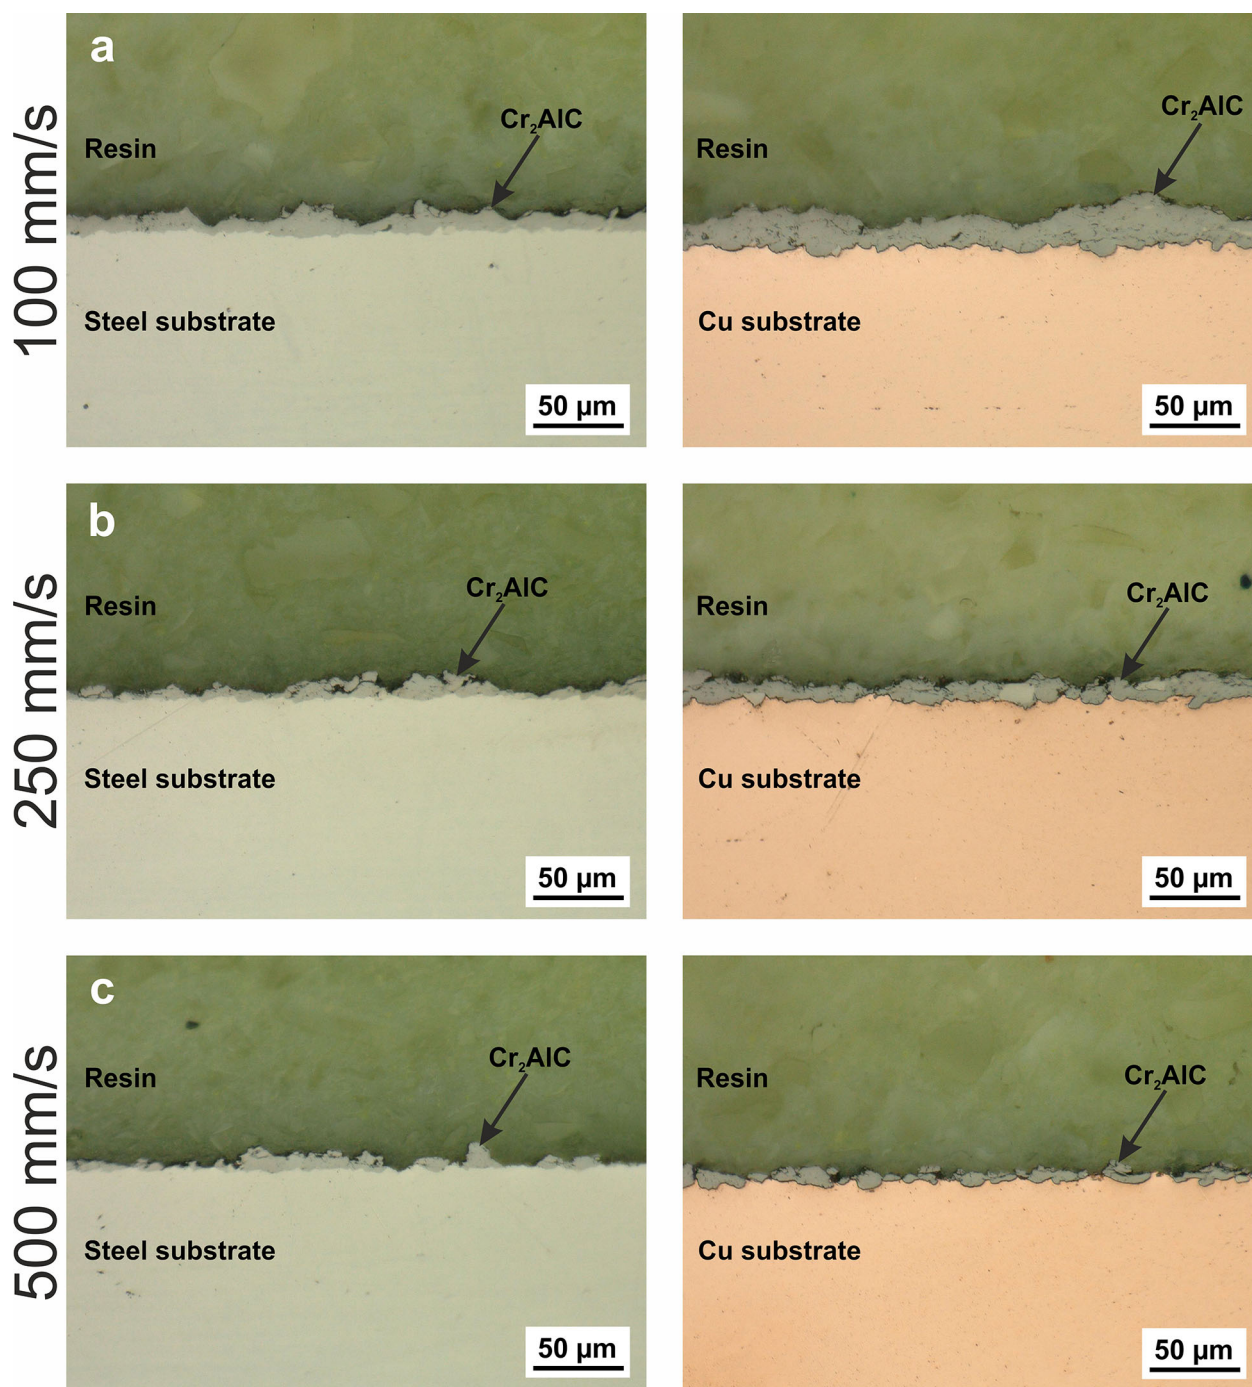 100 mm/s
a
Cr₂AlC
Resin
Steel substrate
50 µm
Cr₂AlC
Resin
Cu substrate
50 µm
250 mm/s
b
Cr₂AlC
Resin
Steel substrate
50 µm
Cr₂AlC
Resin
Cu substrate
50 µm
500 mm/s
c
Cr₂AlC
Resin
Steel substrate
50 µm
Cr₂AlC
Resin
Cu substrate
50 µm